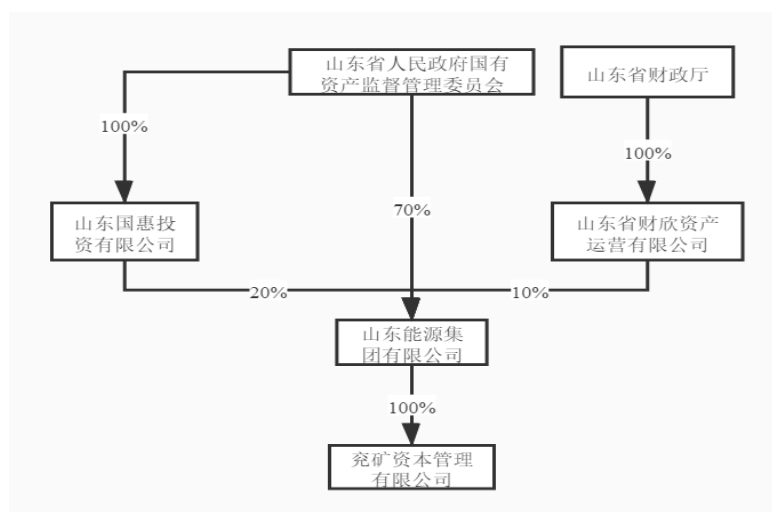 山东省人民政府国有
资产监督管理委员会
山东省财政厅
100%
100%
山东国惠投
资有限公司
70%
山东省财欣资产
运营有限公司
20%
10%
山东能源集
团有限公司
100%
兖矿资本管理
有限公司